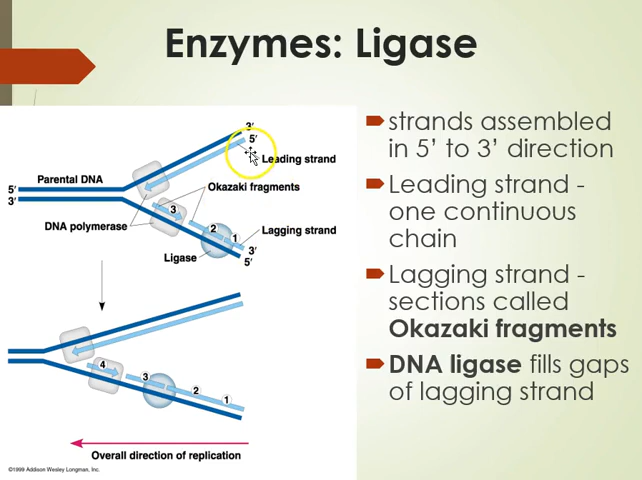 Enzymes: Ligase
3'
5'
Leading strand
Parental DNA
Okazaki fragments
5'
3'
3
DNA polymerase
2
1
Lagging strand
3'
5'
Ligase
4
3
2
1
Overall direction of replication
©1999 Addison Wesley Longman, Inc.
strands assembled
in 5’ to 3’ direction
Leading strand -
one continuous
chain
Lagging strand -
sections called
Okazaki fragments
DNA ligase fills gaps
of lagging strand